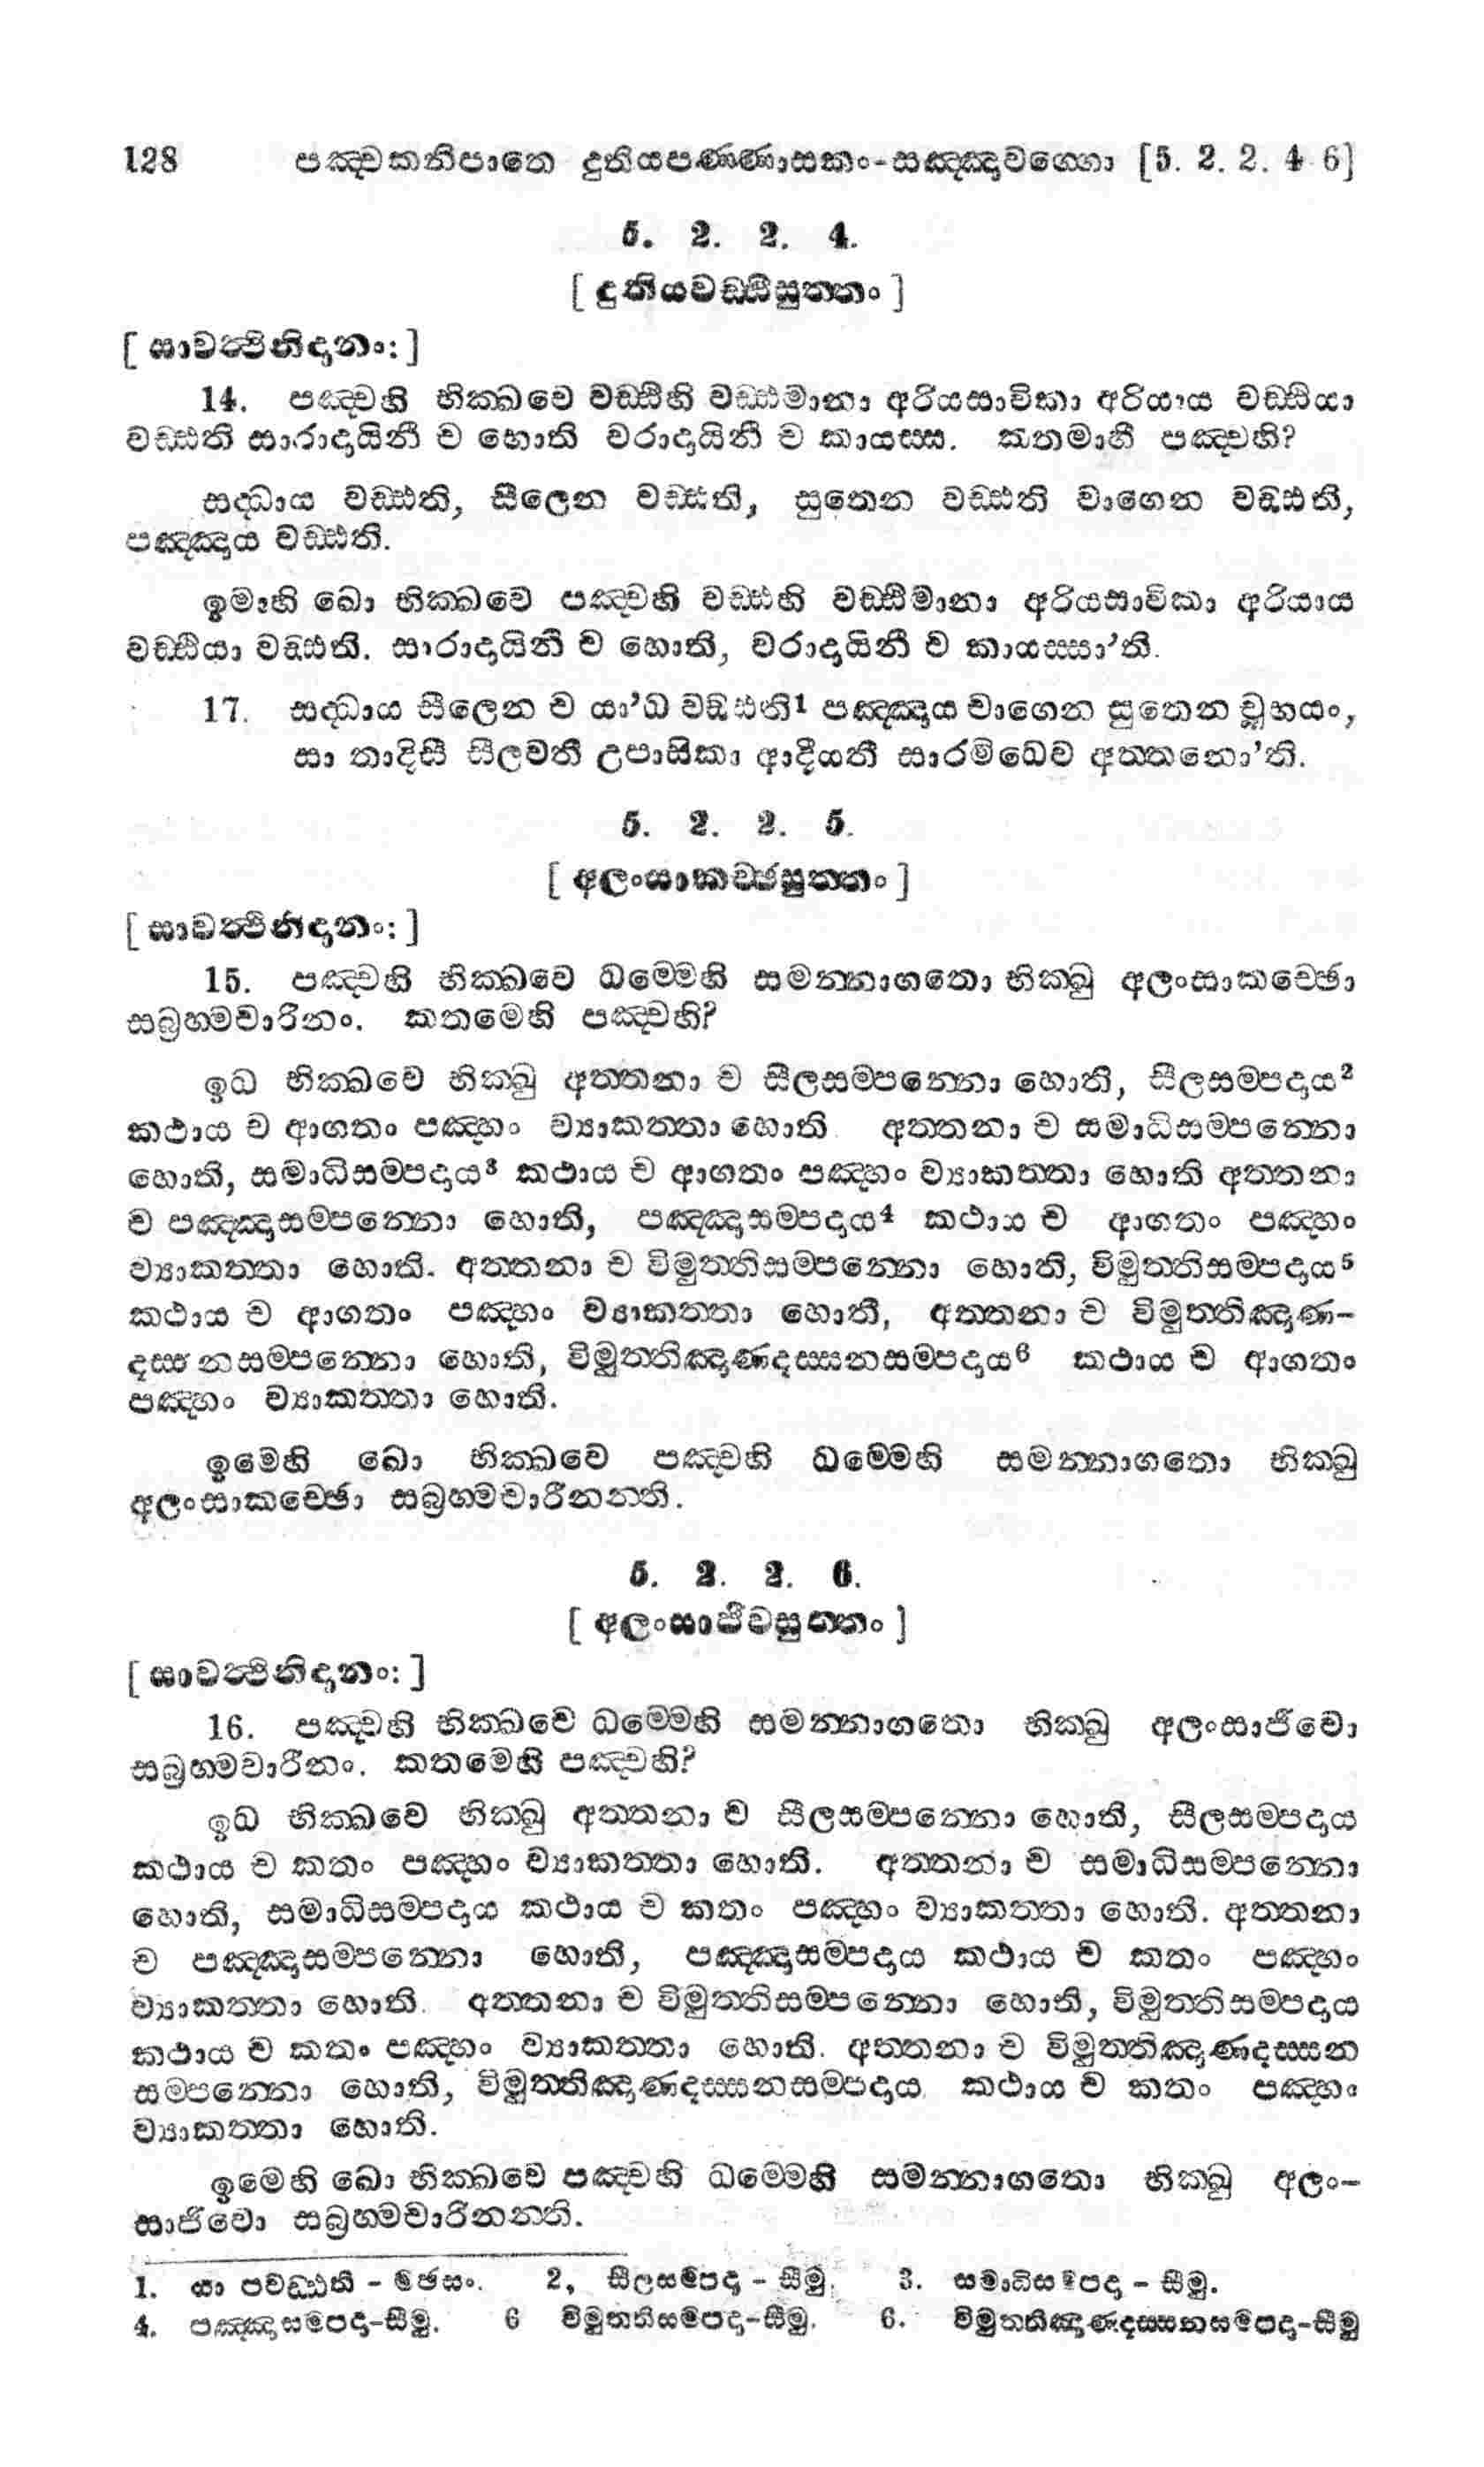 128 පඤ්චකනිපාතෙ දුතියපණ්ණාසකං-සඤ්ඤාවග්ගො [5. 2. 2. 4 6]
5. 2. 2. 4.
[ දුතියවඩ්ඪිසුත්තං ]
[ සාවත්ථිනිදානං: ]
14. පඤ්චහි භික්ඛවෙ වඩ්ඪිහි වඩ්ඪමානා අරියසාවිකා අරියාය වඩ්ඪියා
වඩ්ඪති සාරාදායිනී ච හොති වරාදායිනී ච කායස්ස. කතමාහි පඤ්චහි?
සද්ධාය වඩ්ඪති, සීලෙන වඩ්ඪති, සුතෙන වඩ්ඪති චාගෙන වඩ්ඪති,
පඤ්ඤාය වඩ්ඪති.
ඉමාහි ඛො භික්ඛවෙ පඤ්චහි වඩ්ඪහි වඩ්ඪිමානා අරියසාවිකා අරියාය
වඩ්ඪියා වඩ්ඪති. සාරාදායිනී ච හොති, වරාදායිනී ච කායස්සා’ති.
17. සද්ධාය සීලෙන ච යා’ධ වඩ්ඪති1 පඤ්ඤාය චාගෙන සුතෙන චූභයං,
සා තාදිසී සීලවතී උපාසිකා ආදීයතී සාරමිධෙව අත්තනො’ති.
5. 2. 2. 5.
[ අලංසාකච්ඡසුත්තං ]
[ සාවත්ථිනිදානං: ]
15. පඤ්චහි භික්ඛවෙ ධම්මෙහි සමන්නාගතො භික්ඛු අලංසාකච්ඡො
සබ්‍රහ්මචාරීනං. කතමෙහි පඤ්චහි?
ඉධ භික්ඛවෙ භික්ඛු අත්තනා ච සීලසම්පන්නො හොති, සීලසම්පදාය2
කථාය ච ආගතං පඤ්හං ව්‍යාකත්තා හොති අත්තනා ච සමාධිසම්පන්නො
හොති, සමාධිසම්පදාය3 කථාය ච ආගතං පඤ්හං ව්‍යාකත්තා හොති අත්තනා
ච පඤ්ඤාසම්පන්නො හොති, පඤ්ඤාසම්පදාය4 කථාය ච ආගතං පඤ්හං
ව්‍යාකත්තා හොති. අත්තනා ච විමුත්තිසම්පන්නො හොති, විමුත්තිසම්පදාය5
කථාය ච ආගතං පඤ්හං ව්‍යාකත්තා හොතී, අත්තනා ච විමුත්තිඤාණ-
දස්සනසම්පන්නො හොති, විමුත්තිඤාණදස්සනසම්පදාය6 කථාය ච ආගතං
පඤ්හං ව්‍යාකත්තා හොති.
ඉමෙහි ඛො භික්ඛවෙ පඤ්චහි ධම්මෙහි සමන්නාගතො භික්ඛු
අලංසාකච්ඡො සබ්‍රහ්මචාරීනන්ති.
5. 2. 2. 6.
[ අලංසාජීවසුත්තං ]
[ සාවත්ථිනිදානං: ]
16. පඤ්චහි භික්ඛවෙ ධම්මෙහි සමන්නාගතො භික්ඛු අලංසාජීවො
සබ්‍රහ්මචාරීනං. කතමෙහි පඤ්චහි?
ඉධ භික්ඛවෙ භික්ඛු අත්තනා ච සීලසම්පන්නො හොති, සීලසම්පදාය
කථාය ච කතං පඤ්හං ව්‍යාකත්තා හොති. අත්තනා ච සමාධිසම්පන්නො
හොති, සමාධිසම්පදාය කථාය ච කතං පඤ්හං ව්‍යාකත්තා හොති. අත්තනා
ච පඤ්ඤාසම්පන්නො හොති, පඤ්ඤාසම්පදාය කථාය ච කතං පඤ්හං
ව්‍යාකත්තා හොති. අත්තනා ච විමුත්තිසම්පන්නො හොති, විමුත්තිසම්පදාය
කථාය ච කතං පඤ්හං ව්‍යාකත්තා හොති. අත්තනා ච විමුත්තිඤාණදස්සන
සම්පන්නො හොති, විමුත්තිඤාණදස්සනසම්පදාය කථාය ච කතං පඤ්හං
ව්‍යාකත්තා හොති.
ඉමෙහි ඛො භික්ඛවෙ පඤ්චහි ධම්මෙහි සමන්නාගතො භික්ඛු අලං-
සාජීවො සබ්‍රහ්මචාරීනන්ති.
1. යා පවඩ්ඪති - මඡසං. 2, සීලසම්පදා - සීමු. 3. සමාධිසම්පදා - සීමු.
4. පඤ්ඤාසම්පදා-සීමු. 6 විමුත්තිසම්පදා-සීමු. 6. විමුත්තිඤාණදස්සනසම්පදා-සීමු